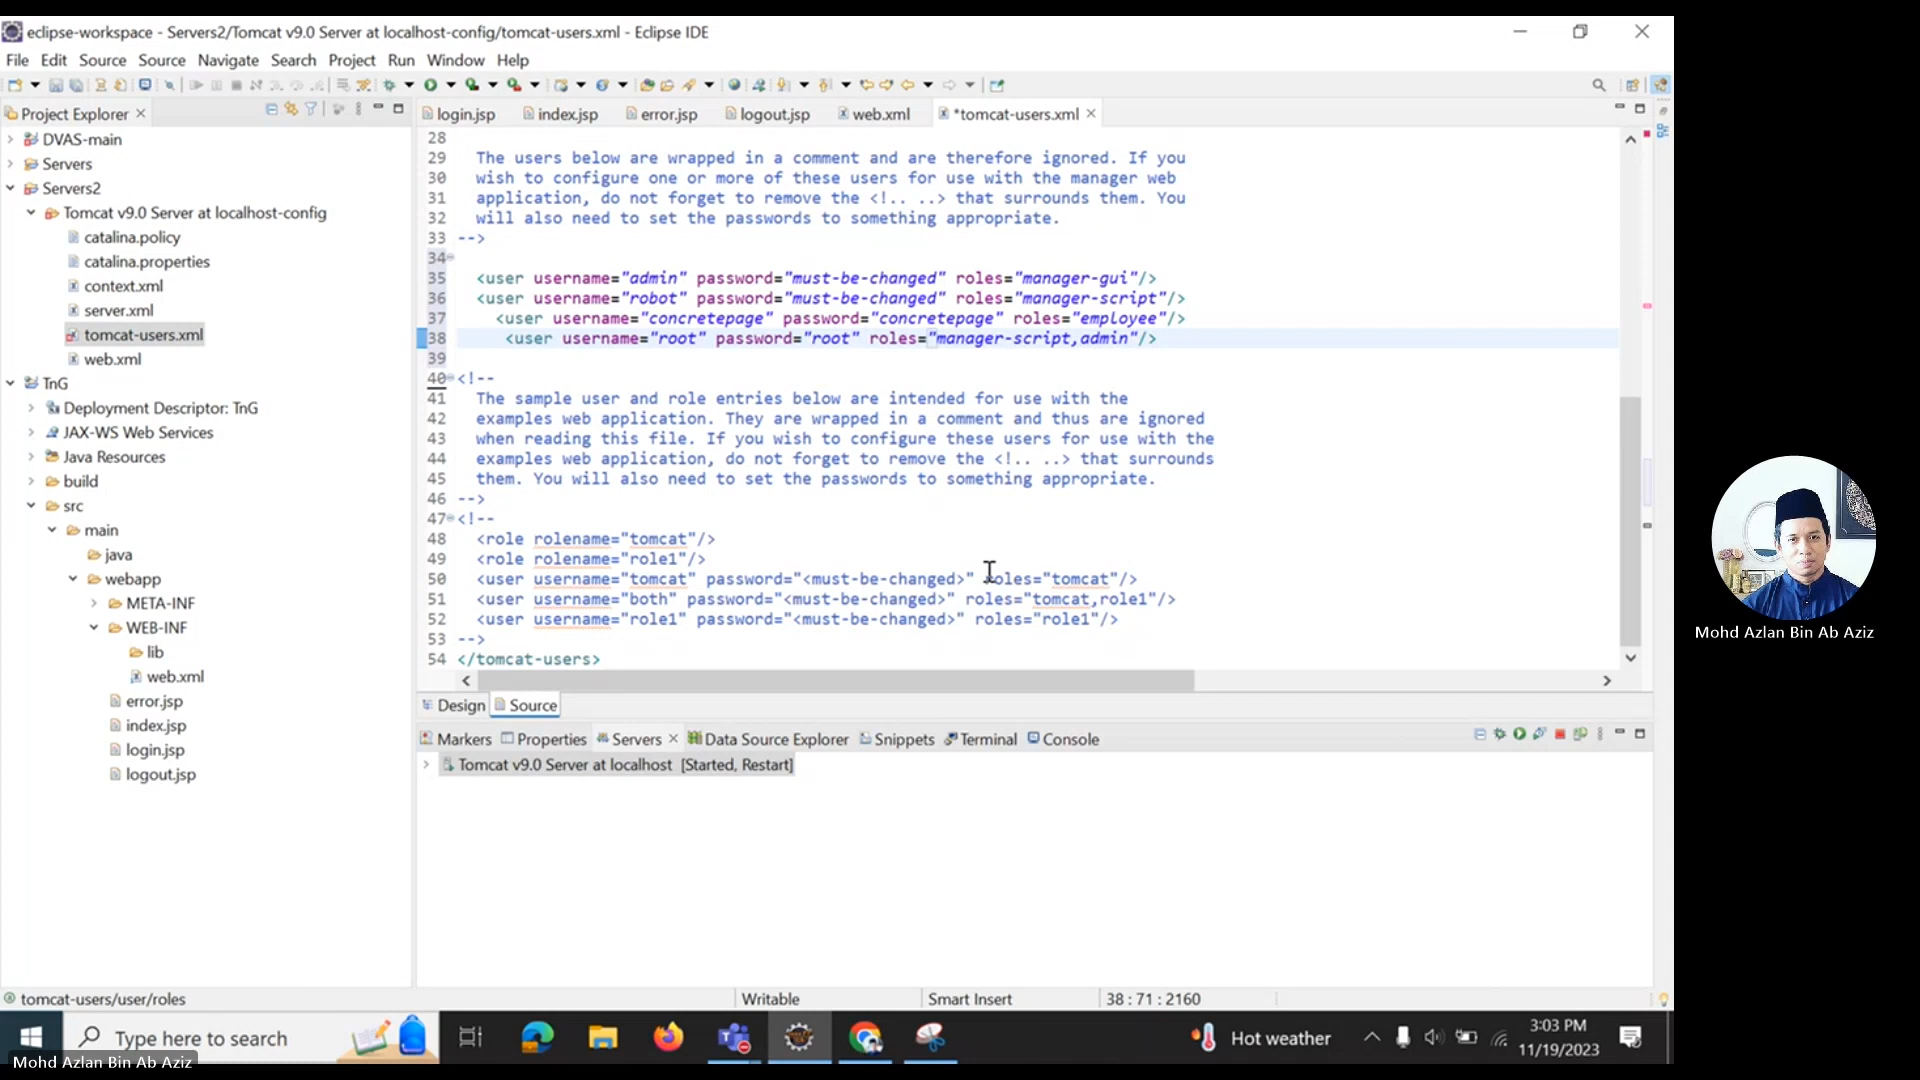 eclipse-workspace - Servers2/Tomcat v9.0 Server at localhost-config/tomcat-users.xml - Eclipse IDE
File Edit Source Source Navigate Search Project Run Window Help
Project Explorer
DVAS-main
Servers
Servers2
Tomcat v9.0 Server at localhost-config
catalina.policy
catalina.properties
context.xml
server.xml
tomcat-users.xml
web.xml
TnG
Deployment Descriptor: TnG
JAX-WS Web Services
Java Resources
build
src
main
java
webapp
META-INF
WEB-INF
lib
web.xml
error.jsp
index.jsp
login.jsp
logout.jsp
login.jsp index.jsp error.jsp logout.jsp web.xml *tomcat-users.xml
28
29 The users below are wrapped in a comment and are therefore ignored. If you
30 wish to configure one or more of these users for use with the manager web
31 application, do not forget to remove the <!.. ..> that surrounds them. You
32 will also need to set the passwords to something appropriate.
33 -->
34
35 <user username="admin" password="must-be-changed" roles="manager-gui"/>
36 <user username="robot" password="must-be-changed" roles="manager-script"/>
37 <user username="concretepage" password="concretepage" roles="employee"/>
38 <user username="root" password="root" roles="manager-script,admin"/>
39
40 <!--
41 The sample user and role entries below are intended for use with the
42 examples web application. They are wrapped in a comment and thus are ignored
43 when reading this file. If you wish to configure these users for use with the
44 examples web application, do not forget to remove the <!.. ..> that surrounds
45 them. You will also need to set the passwords to something appropriate.
46 -->
47 <!--
48 <role rolename="tomcat"/>
49 <role rolename="role1"/>
50 <user username="tomcat" password="<must-be-changed>" roles="tomcat"/>
51 <user username="both" password="<must-be-changed>" roles="tomcat,role1"/>
52 <user username="role1" password="<must-be-changed>" roles="role1"/>
53 -->
54 </tomcat-users>
Design Source
Markers Properties Servers Data Source Explorer Snippets Terminal Console
Tomcat v9.0 Server at localhost [Started, Restart]
tomcat-users/user/roles Writable Smart Insert 38 : 71 : 2160
Type here to search
Hot weather
3:03 PM
11/19/2023
Mohd Azlan Bin Ab Aziz
Mohd Azlan Bin Ab Aziz